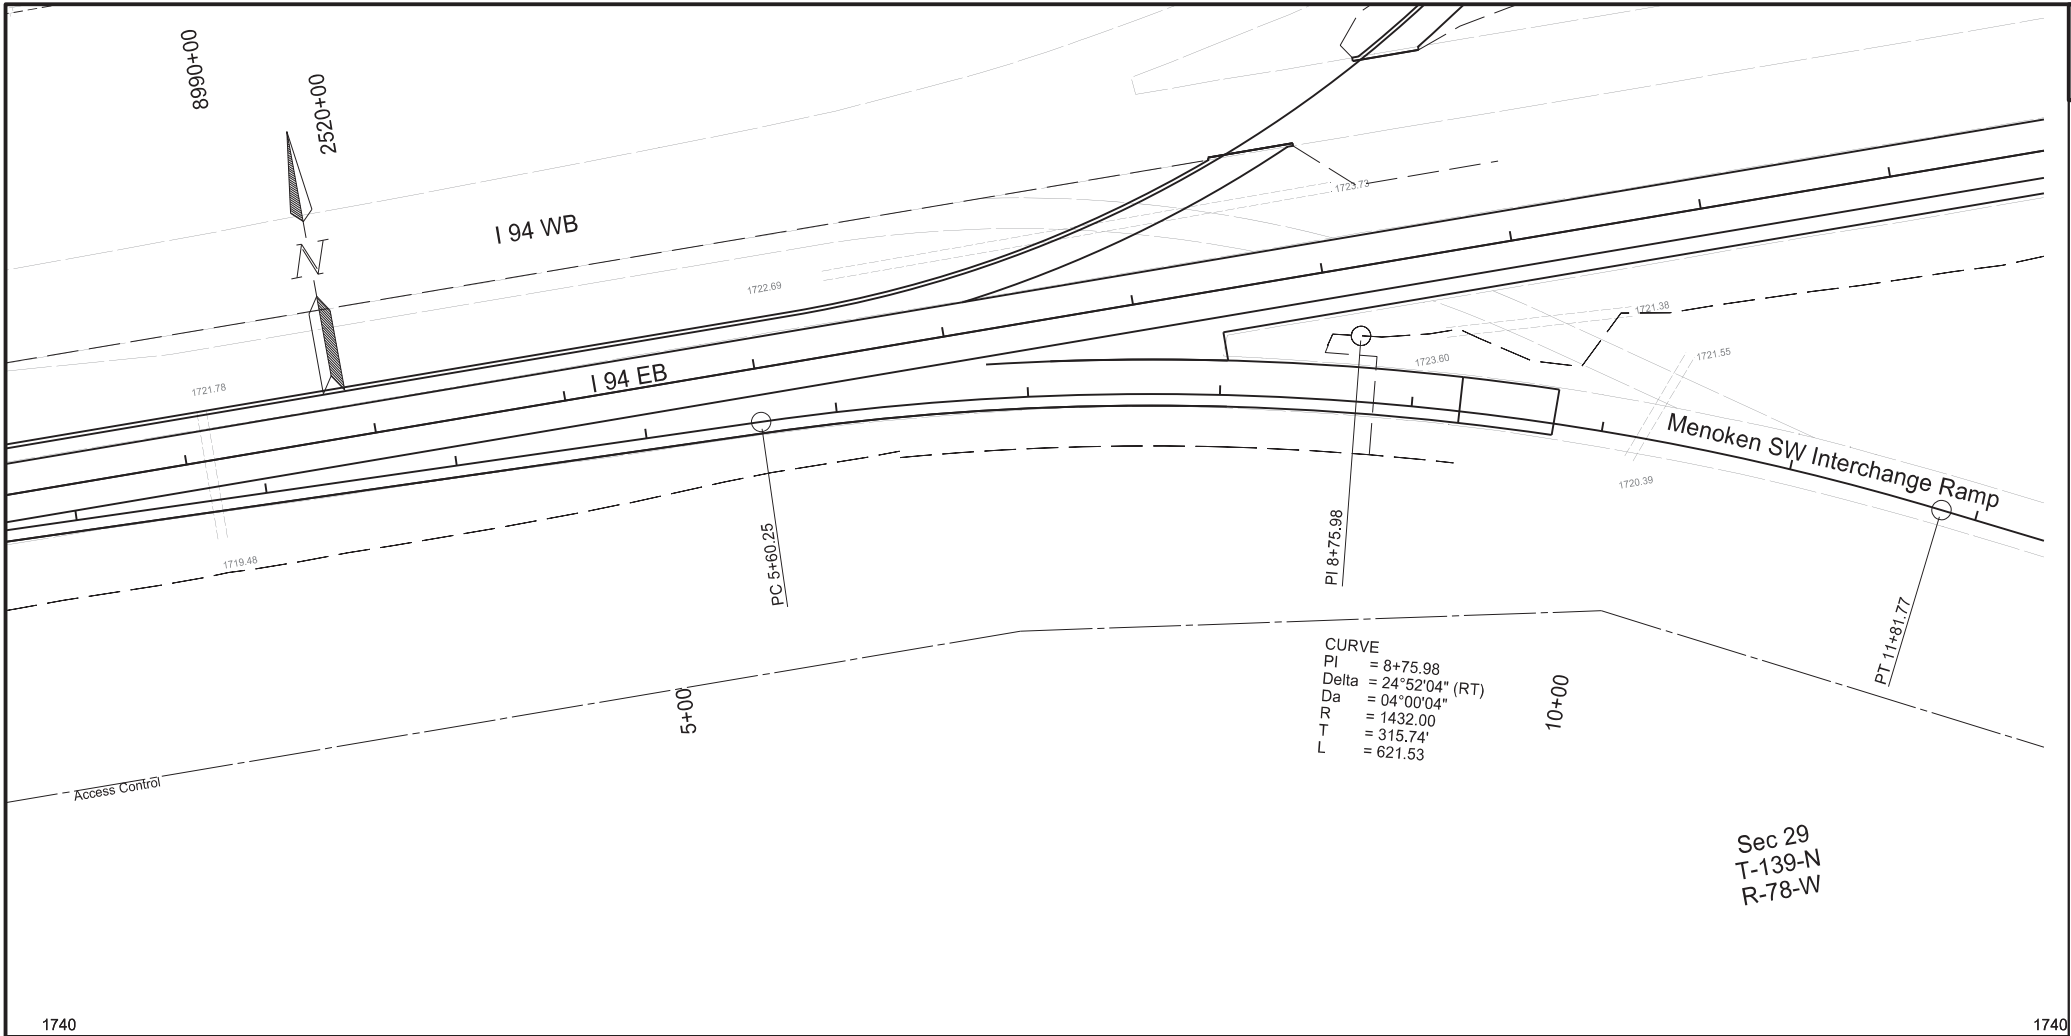 8990+00
2520+00
N
I 94 WB
1723.73
1722.69
1721.38
1721.55
1723.60
1721.78
I 94 EB
Menoken SW Interchange Ramp
1720.39
1719.48
PC 5+60.25
PI 8+75.98
PT 11+81.77
CURVE
PI = 8+75.98
Delta = 24°52'04" (RT)
Da = 04°00'04"
R = 1432.00
T = 315.74'
L = 621.53
5+00
10+00
Access Control
Sec 29
T-139-N
R-78-W
1740
1740